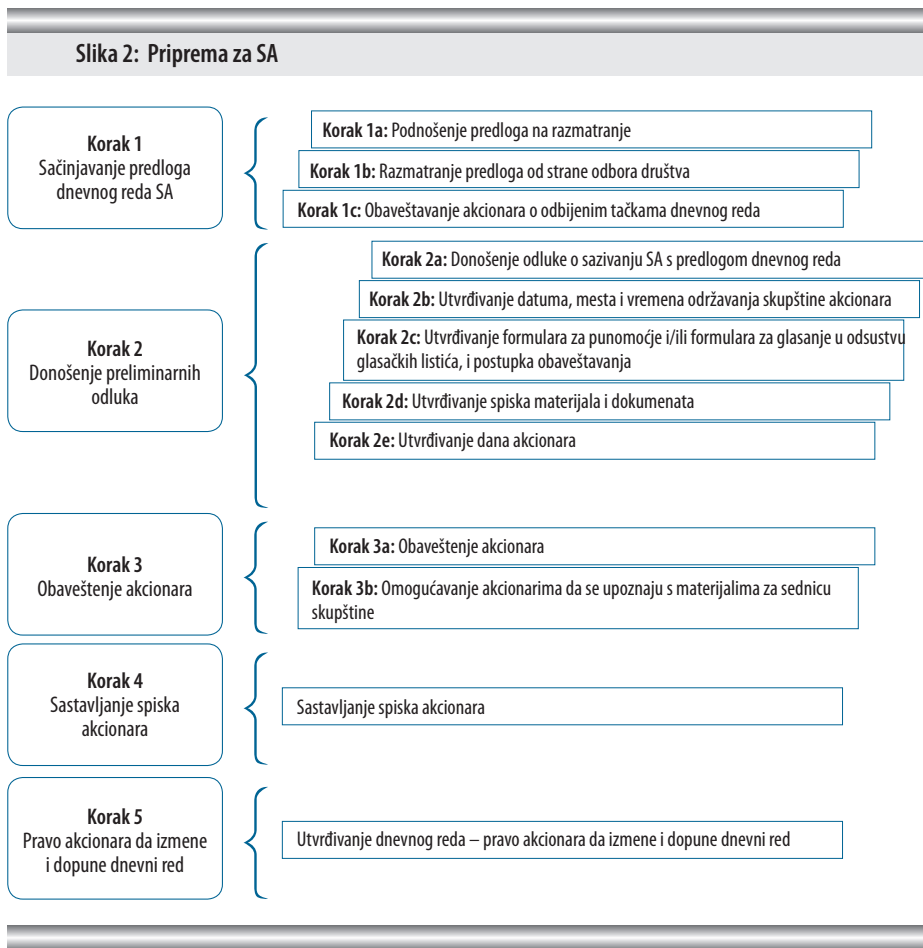 Slika 2: Priprema za SA
Korak 1
Sačinjavanje predloga
dnevnog reda SA
Korak 1a: Podnošenje predloga na razmatranje
Korak 1b: Razmatranje predloga od strane odbora društva
Korak 1c: Obaveštavanje akcionara o odbijenim tačkama dnevnog reda
Korak 2
Donošenje preliminarnih
odluka
Korak 2a: Donošenje odluke o sazivanju SA s predlogom dnevnog reda
Korak 2b: Utvrđivanje datuma, mesta i vremena održavanja skupštine akcionara
Korak 2c: Utvrđivanje formulara za punomoćje i/ili formulara za glasanje u odsustvu
glasačkih listića, i postupka obaveštavanja
Korak 2d: Utvrđivanje spiska materijala i dokumenata
Korak 2e: Utvrđivanje dana akcionara
Korak 3
Obaveštenje akcionara
Korak 3a: Obaveštenje akcionara
Korak 3b: Omogućavanje akcionarima da se upoznaju s materijalima za sednicu
skupštine
Korak 4
Sastavljanje spiska
akcionara
Sastavljanje spiska akcionara
Korak 5
Pravo akcionara da izmene
i dopune dnevni red
Utvrđivanje dnevnog reda – pravo akcionara da izmene i dopune dnevni red